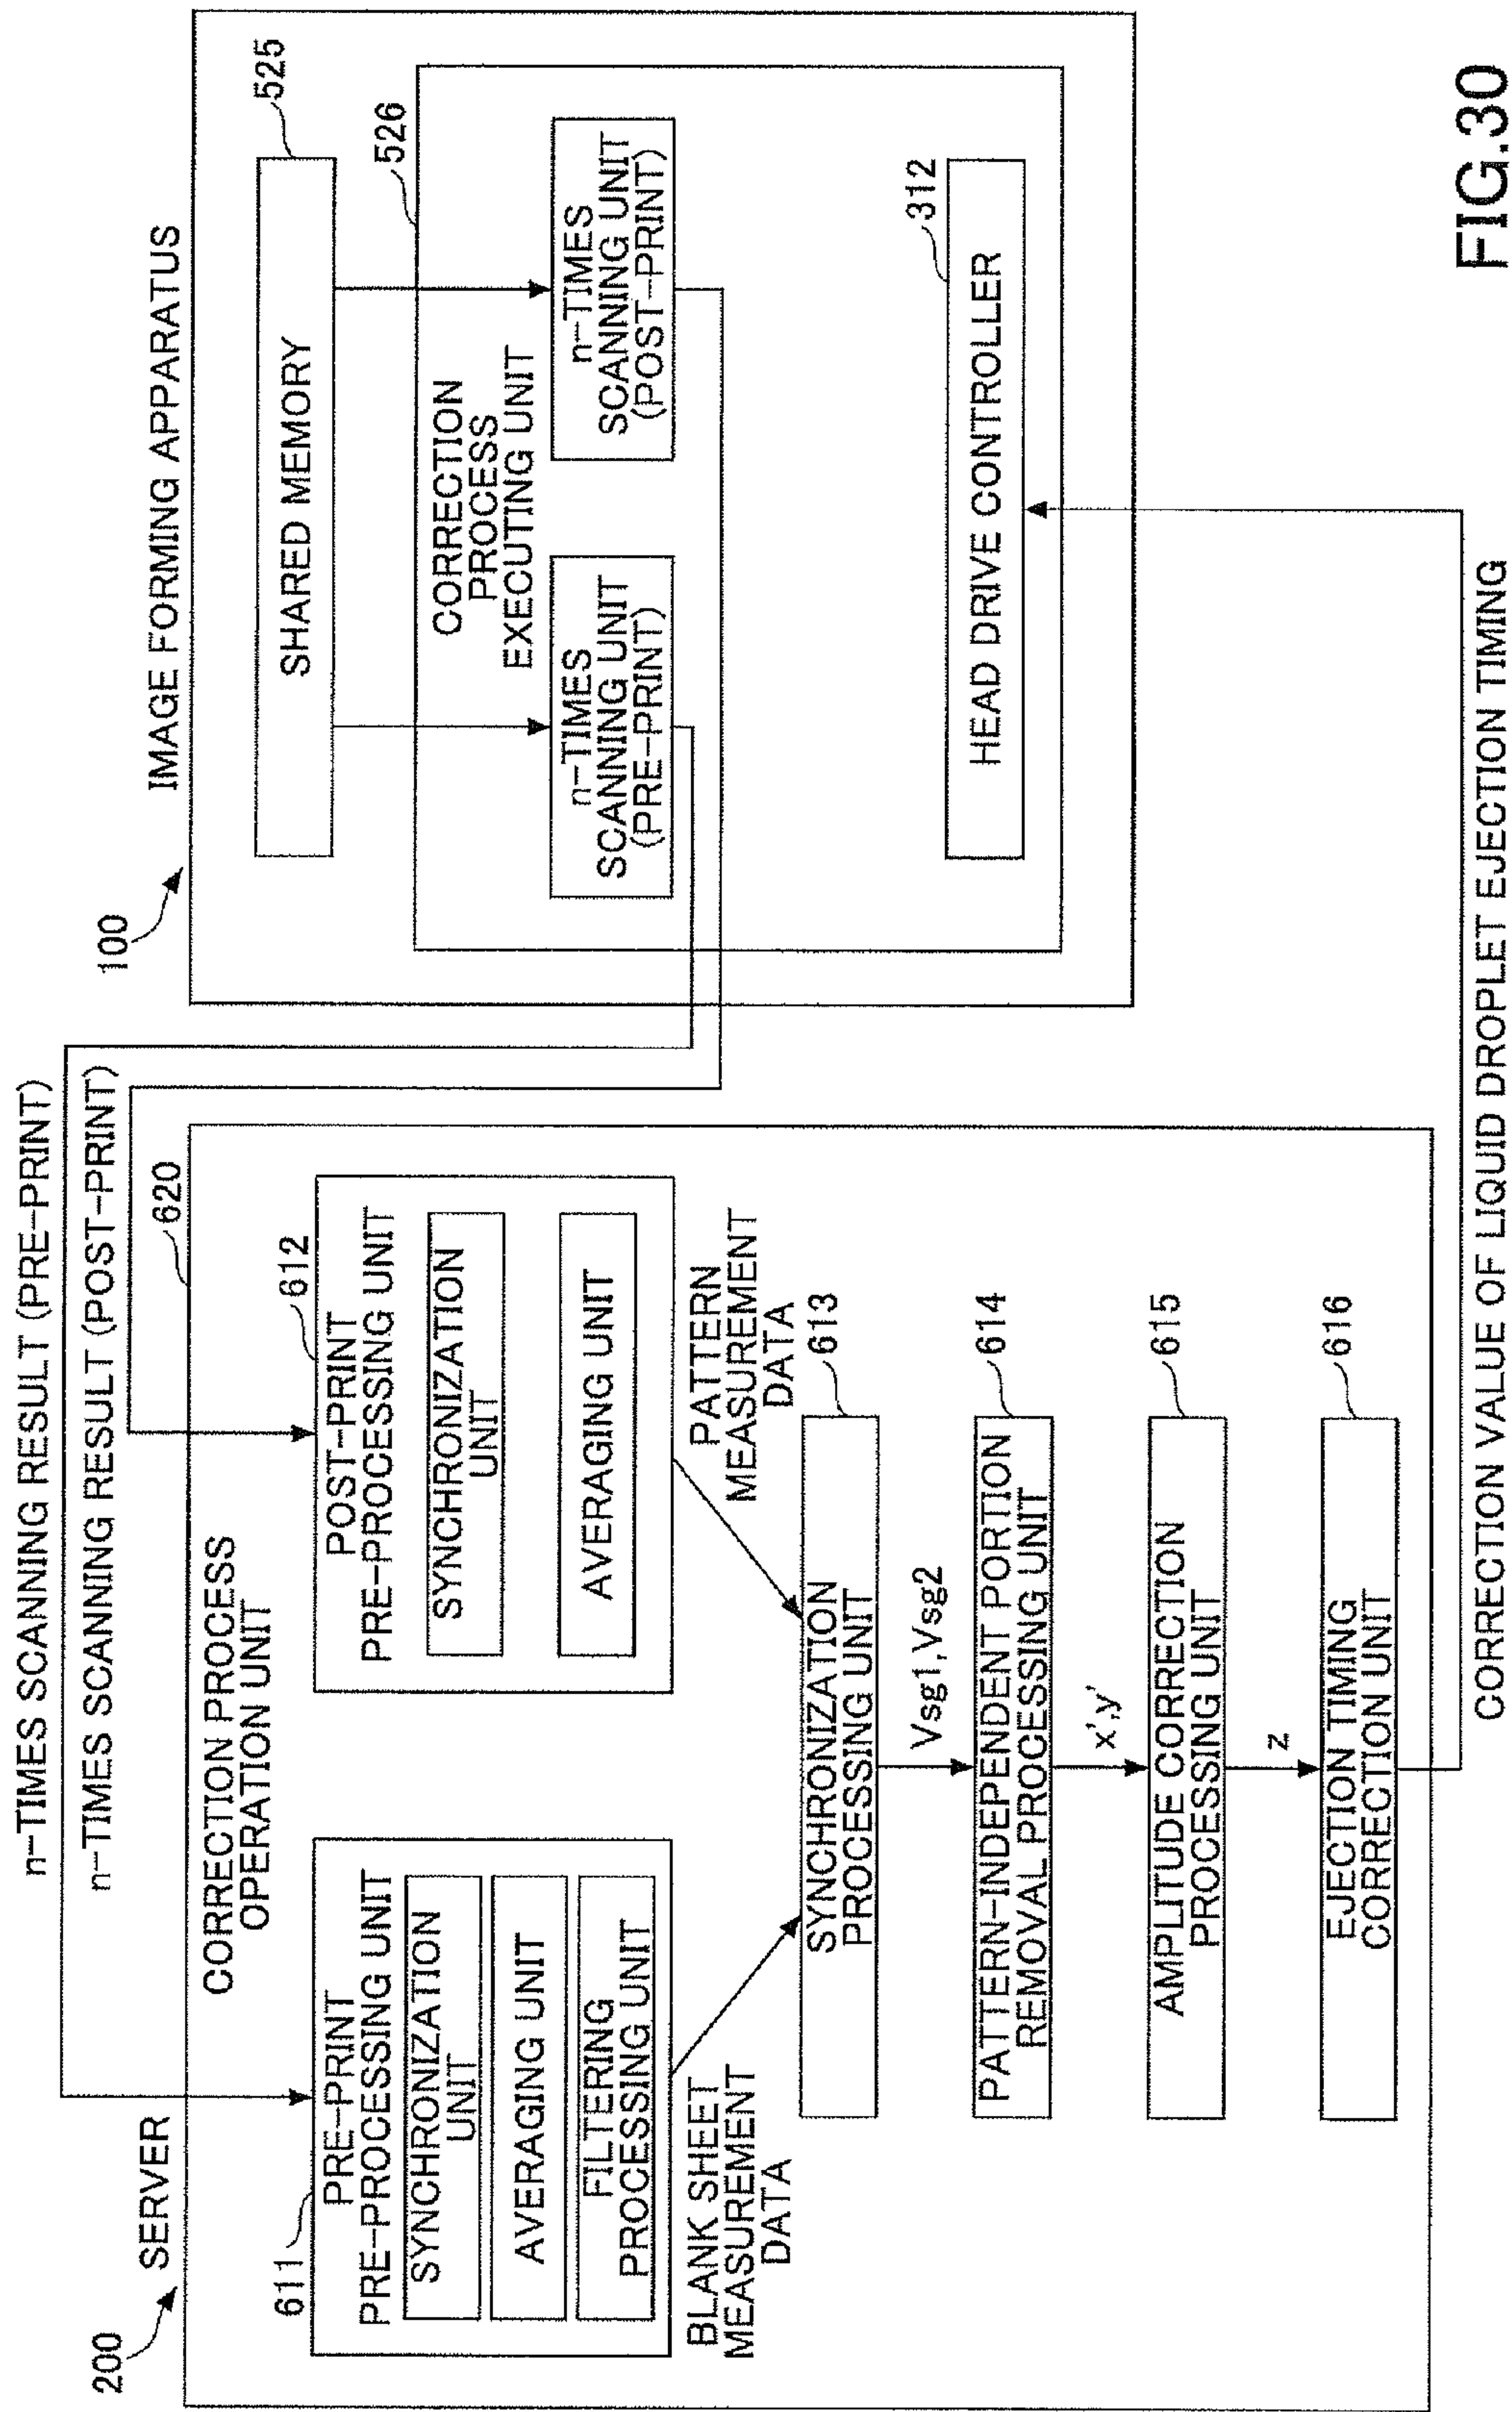 n-TIMES SCANNING RESULT (PRE-PRINT)
n-TIMES SCANNING RESULT (POST-PRINT)
200
SERVER
620
CORRECTION PROCESS
OPERATION UNIT
611
PRE-PRINT
PRE-PROCESSING UNIT
SYNCHRONIZATION
UNIT
AVERAGING UNIT
FILTERING
PROCESSING UNIT
BLANK SHEET
MEASUREMENT
DATA
612
POST-PRINT
PRE-PROCESSING UNIT
SYNCHRONIZATION
UNIT
AVERAGING UNIT
PATTERN
MEASUREMENT
DATA
613
SYNCHRONIZATION
PROCESSING UNIT
Vsg1,Vsg2
614
PATTERN-INDEPENDENT PORTION
REMOVAL PROCESSING UNIT
x',y'
615
AMPLITUDE CORRECTION
PROCESSING UNIT
z
616
EJECTION TIMING
CORRECTION UNIT
100
IMAGE FORMING APPARATUS
525
SHARED MEMORY
526
CORRECTION
PROCESS
EXECUTING UNIT
n-TIMES
SCANNING UNIT
(PRE-PRINT)
n-TIMES
SCANNING UNIT
(POST-PRINT)
312
HEAD DRIVE CONTROLLER
CORRECTION VALUE OF LIQUID DROPLET EJECTION TIMING
FIG.30